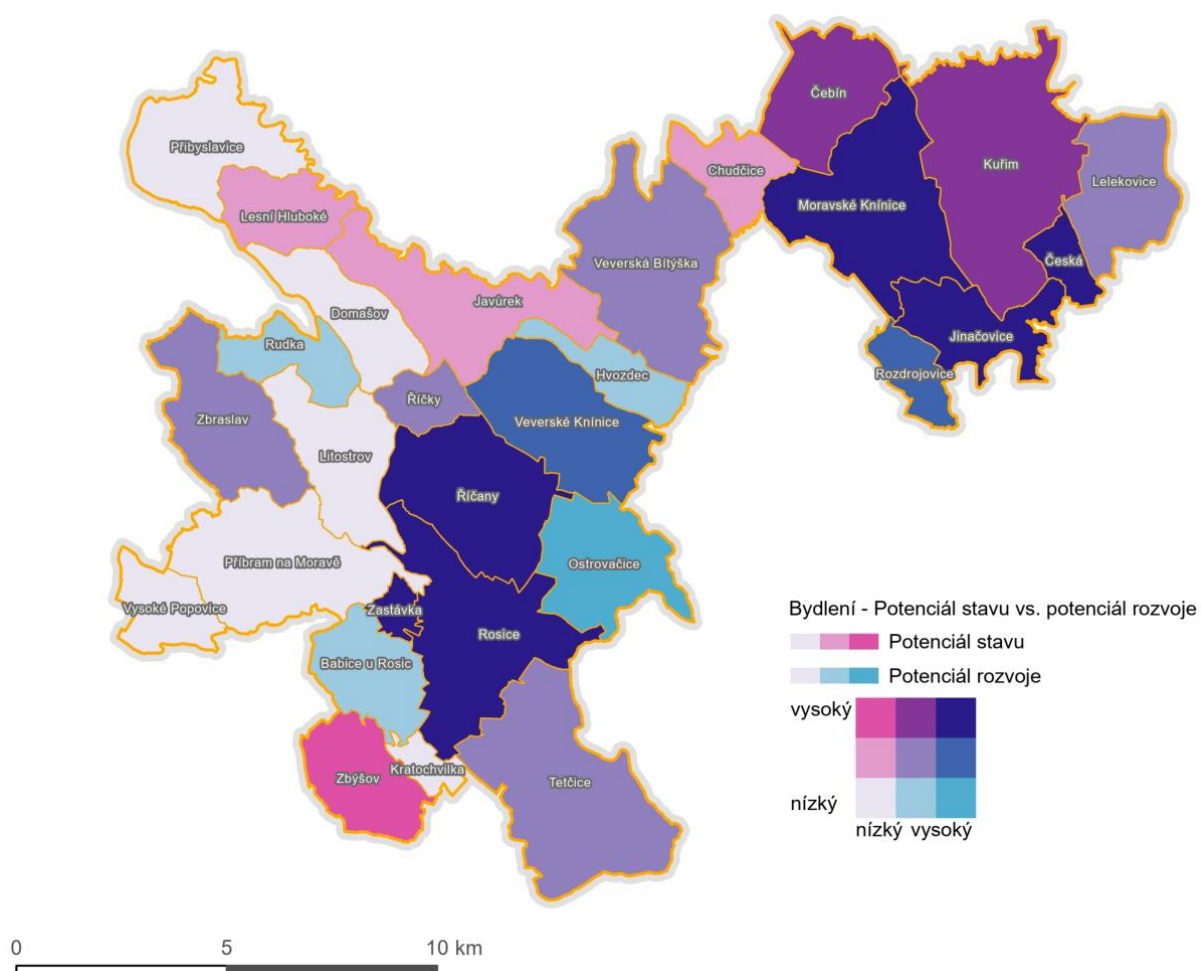 Čebín
Přibyslavice
Kuřim
Chudčice
Lelekovice
Moravské Knínice
Lesní Hluboké
Česká
Veverská Bítýška
Javůrek
Domašov
Jinačovice
Rudka
Rozdrojovice
Hvozdec
Říčky
Zbraslav
Veverské Knínice
Litostrov
Říčany
Příbram na Moravě
Ostrovačice
Vysoké Popovice
Zastávka
Rosice
Babice u Rosic
Kratochvilka
Zbýšov
Tetčice
Bydlení - Potenciál stavu vs. potenciál rozvoje
Potenciál stavu
Potenciál rozvoje
vysoký
nízký
nízký vysoký
0 5 10 km